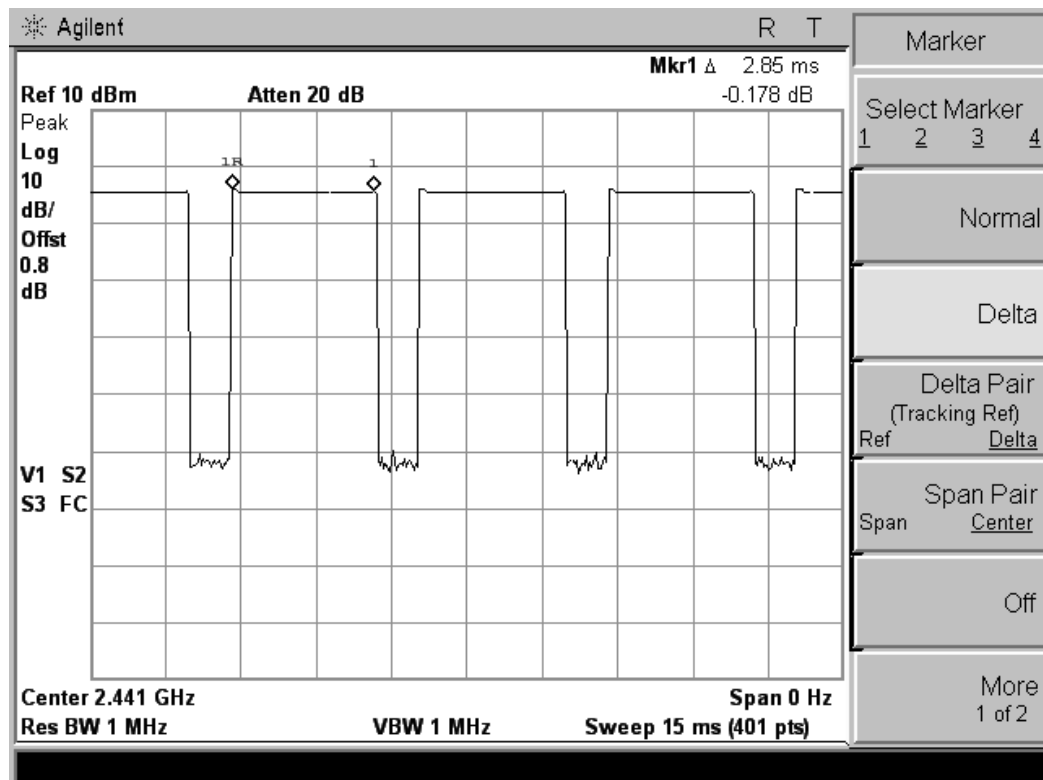 Agilent R T
Mkr1 Δ 2.85 ms
Ref 10 dBm Atten 20 dB -0.178 dB
Peak
Log
10
dB/
Offst
0.8
dB
1R 1
V1 S2
S3 FC
Center 2.441 GHz Span 0 Hz
Res BW 1 MHz VBW 1 MHz Sweep 15 ms (401 pts)
Marker
Select Marker
1 2 3 4
Normal
Delta
Delta Pair
(Tracking Ref)
Ref Delta
Span Pair
Span Center
Off
More
1 of 2